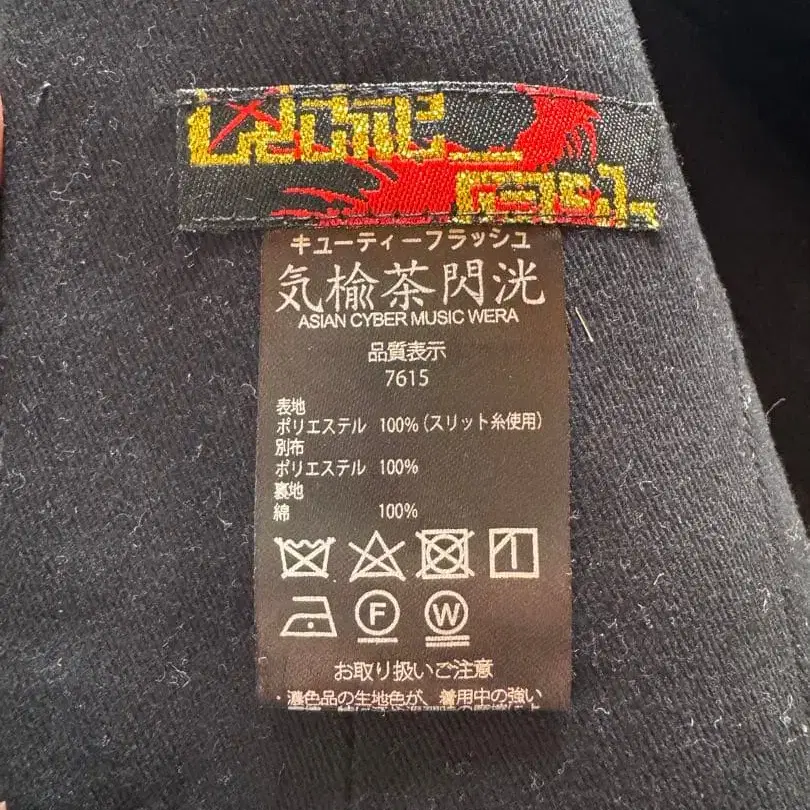 キューティーフラッシュ
気楡茶閃洸
ASIAN CYBER MUSIC WERA
品質表示
7615
表地
ポリエステル 100% (スリット糸使用)
別布
ポリエステル 100%
裏地
綿 100%
F W
お取り扱いご注意
・濃色品の生地色が、着用中の強い